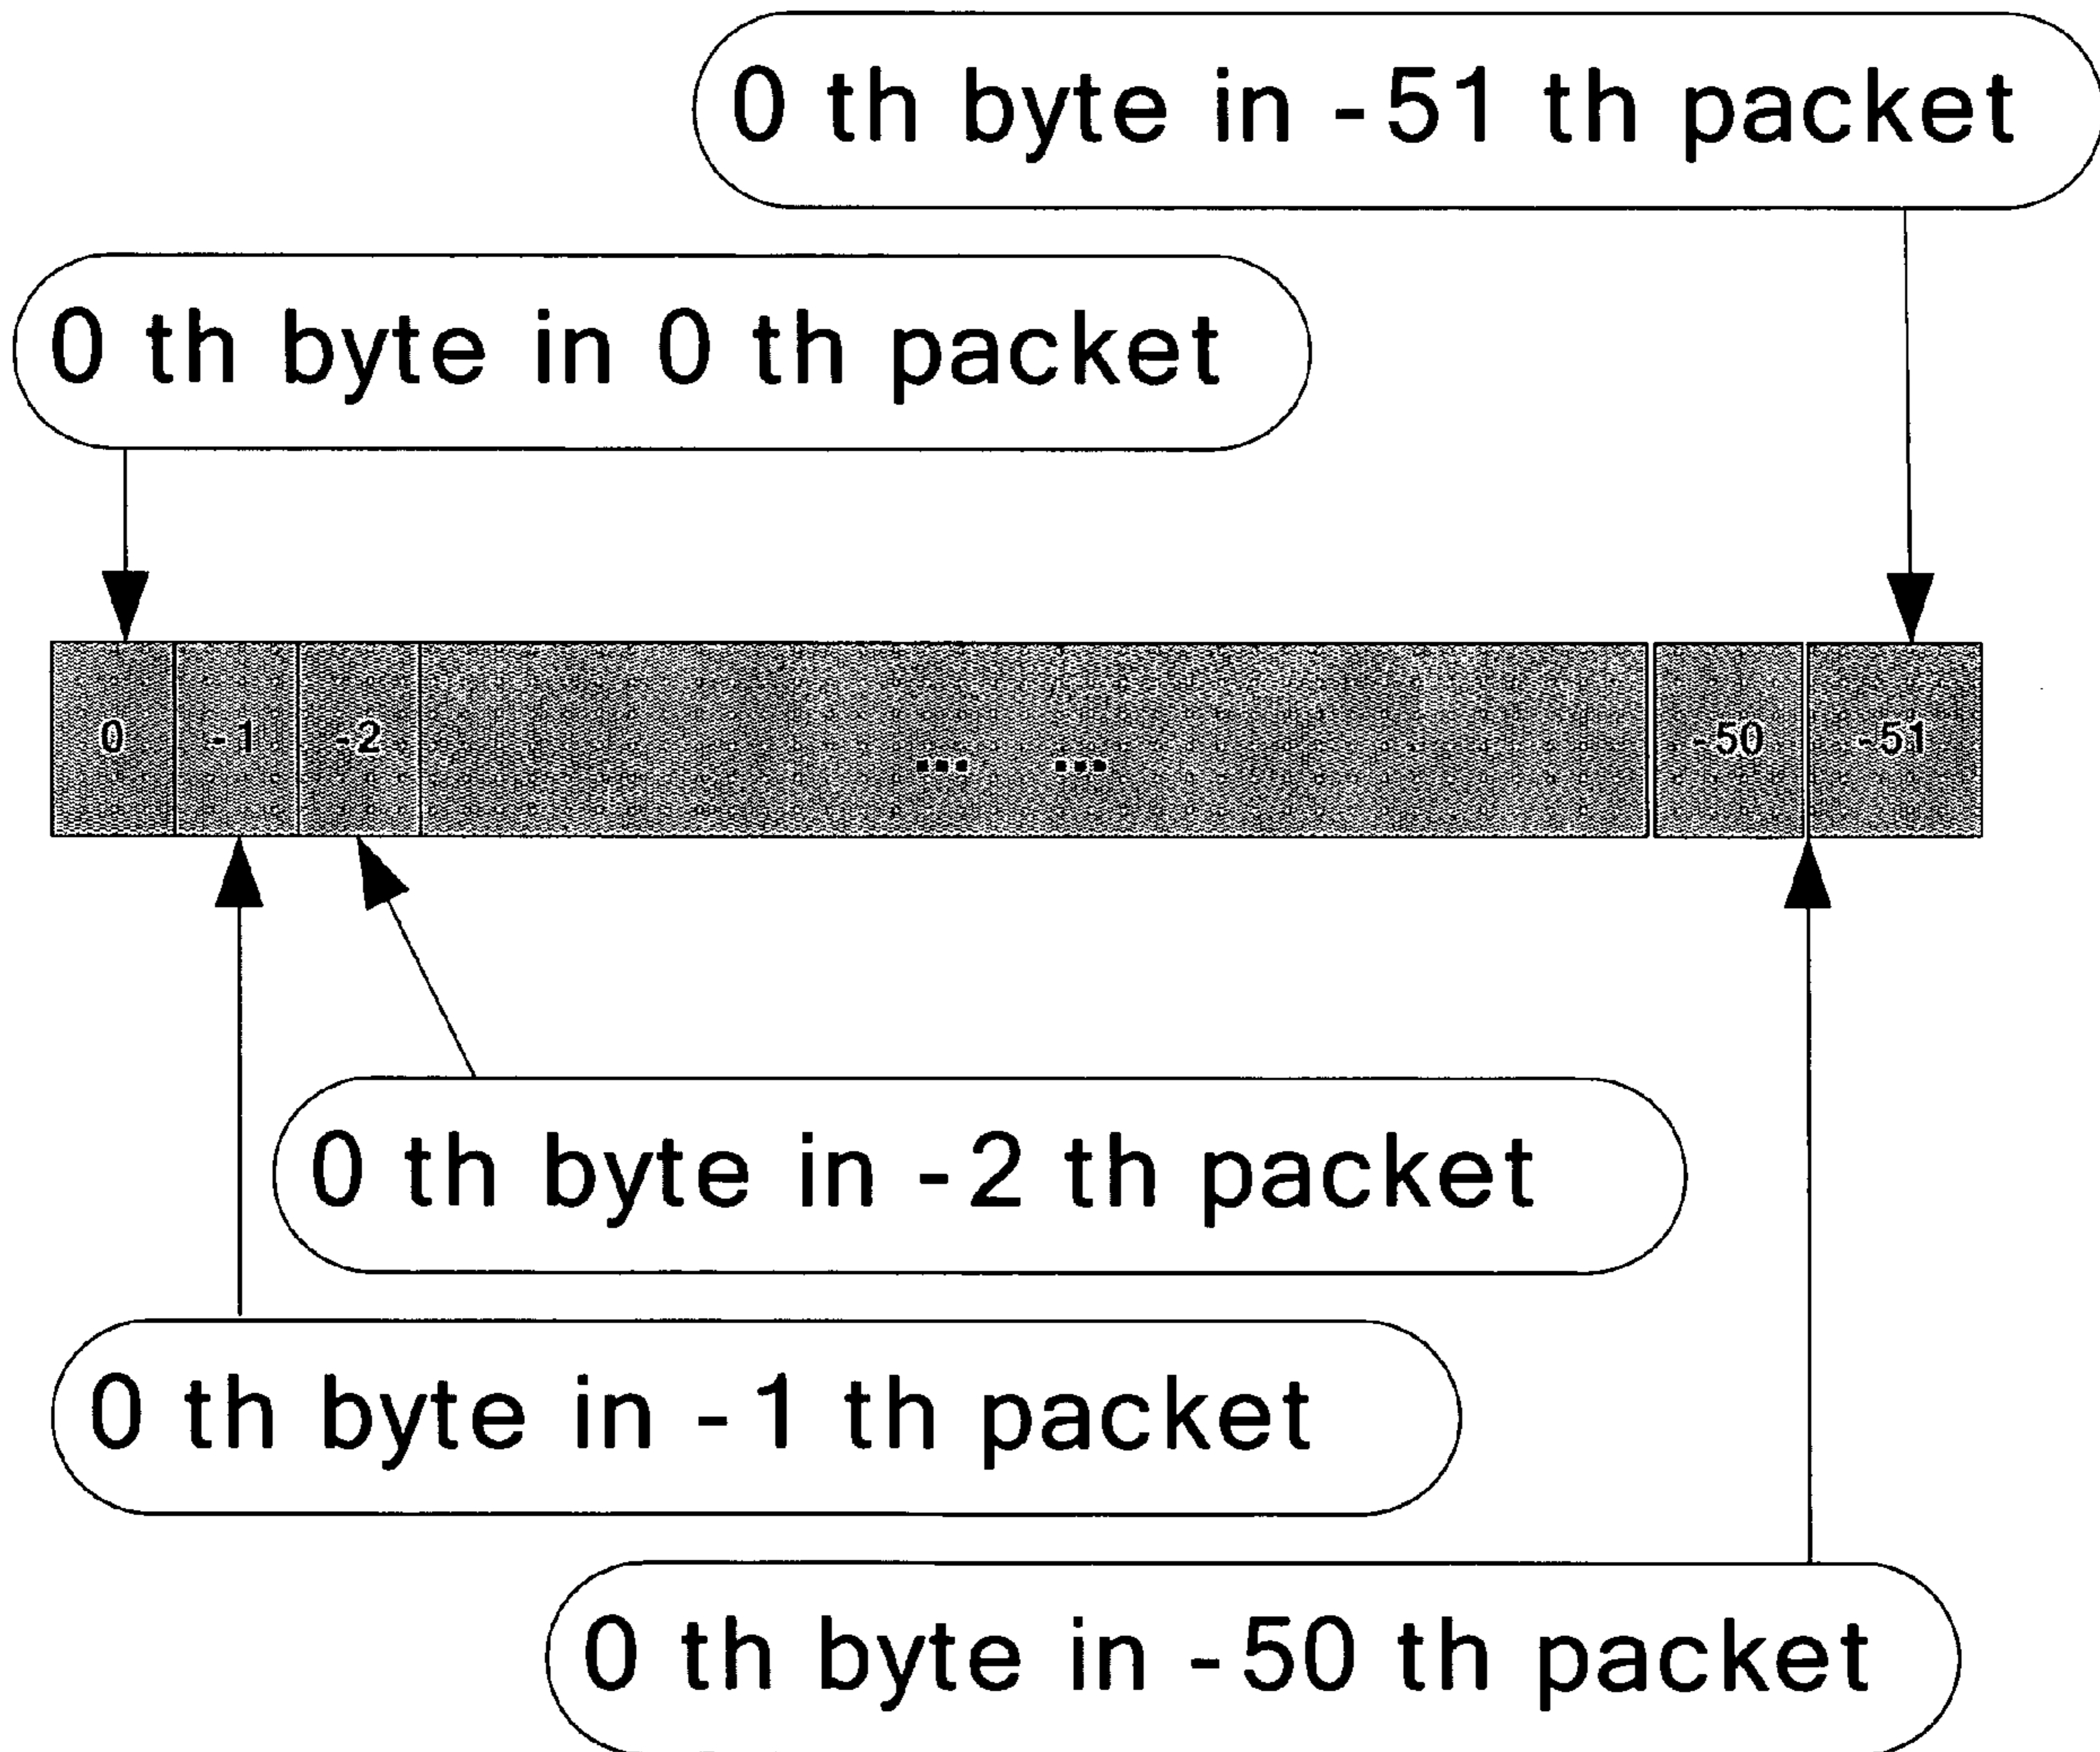 0 th byte in -51 th packet
0 th byte in 0 th packet
0 -1 -2 ... ... -50 -51
0 th byte in -2 th packet
0 th byte in -1 th packet
0 th byte in -50 th packet